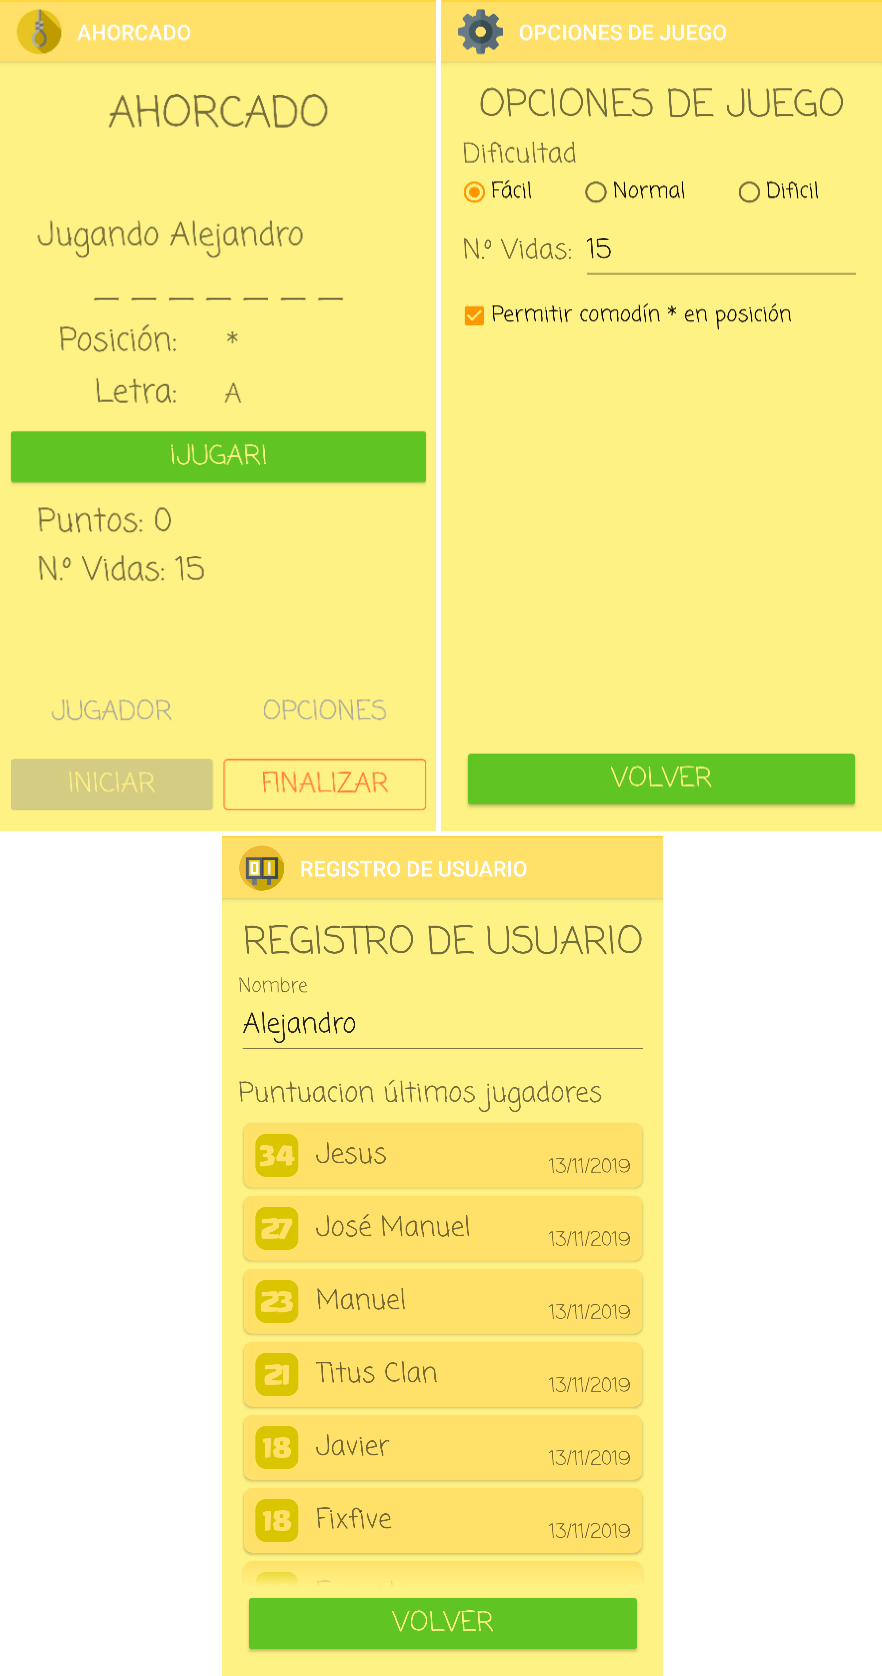 AHORCADO
AHORCADO
Jugando Alejandro
_ _ _ _ _ _ _
Posición: *
Letra: A
¡JUGAR!
Puntos: 0
N.º Vidas: 15
JUGADOR OPCIONES
INICIAR FINALIZAR
OPCIONES DE JUEGO
OPCIONES DE JUEGO
Dificultad
Fácil Normal Difícil
N.º Vidas: 15
Permitir comodín * en posición
VOLVER
REGISTRO DE USUARIO
REGISTRO DE USUARIO
Nombre
Alejandro
Puntuacion últimos jugadores
34 Jesus 13/11/2019
27 José Manuel 13/11/2019
23 Manuel 13/11/2019
21 Titus Clan 13/11/2019
18 Javier 13/11/2019
18 Fixfive 13/11/2019
VOLVER